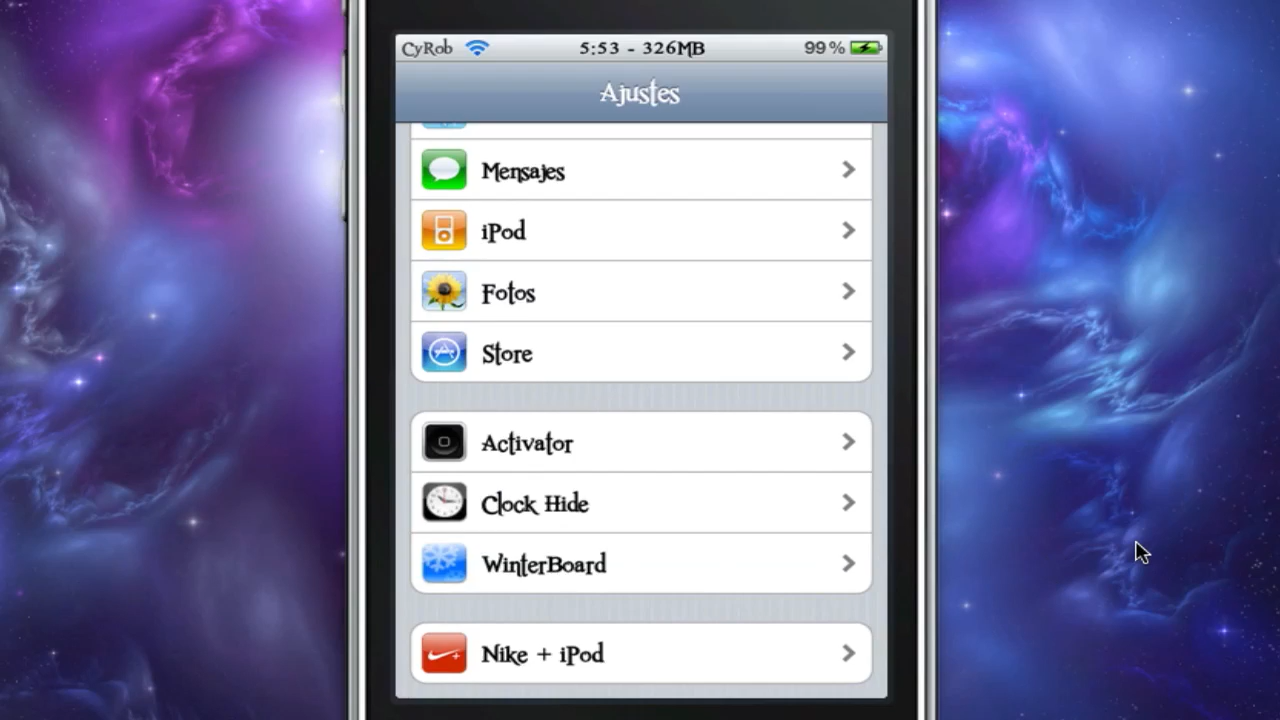 CyRob 5:53 - 326MB 99 %
Ajustes
Mensajes
iPod
Fotos
Store
Activator
Clock Hide
WinterBoard
Nike + iPod